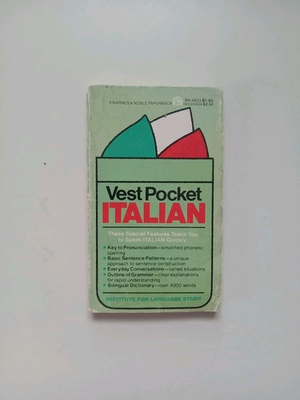 A BARNES & NOBLE PAPERBACK
Vest Pocket
ITALIAN
These Special Features Teach You
to Speak ITALIAN Quickly:
• Key to Pronunciation—simplified phonetic
spelling
• Basic Sentence Patterns—a unique
approach to sentence construction
• Everyday Conversations—varied situations
• Outline of Grammar—clear explanations
for rapid understanding
• Bilingual Dictionary—over 4000 words
INSTITUTE FOR LANGUAGE STUDY